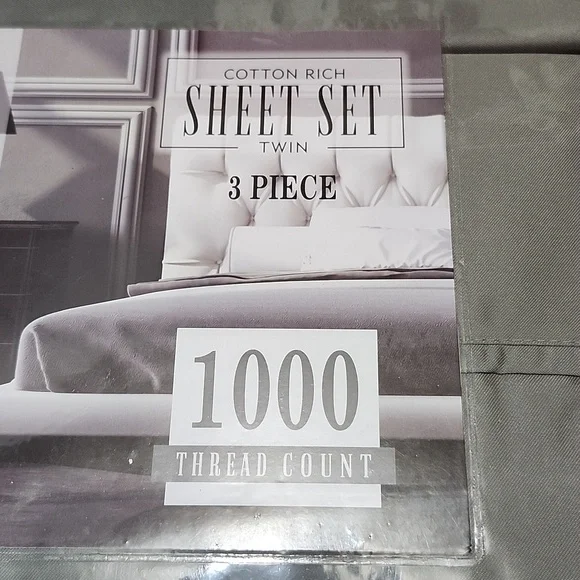 COTTON RICH
SHEET SET
TWIN
3 PIECE
1000
THREAD COUNT